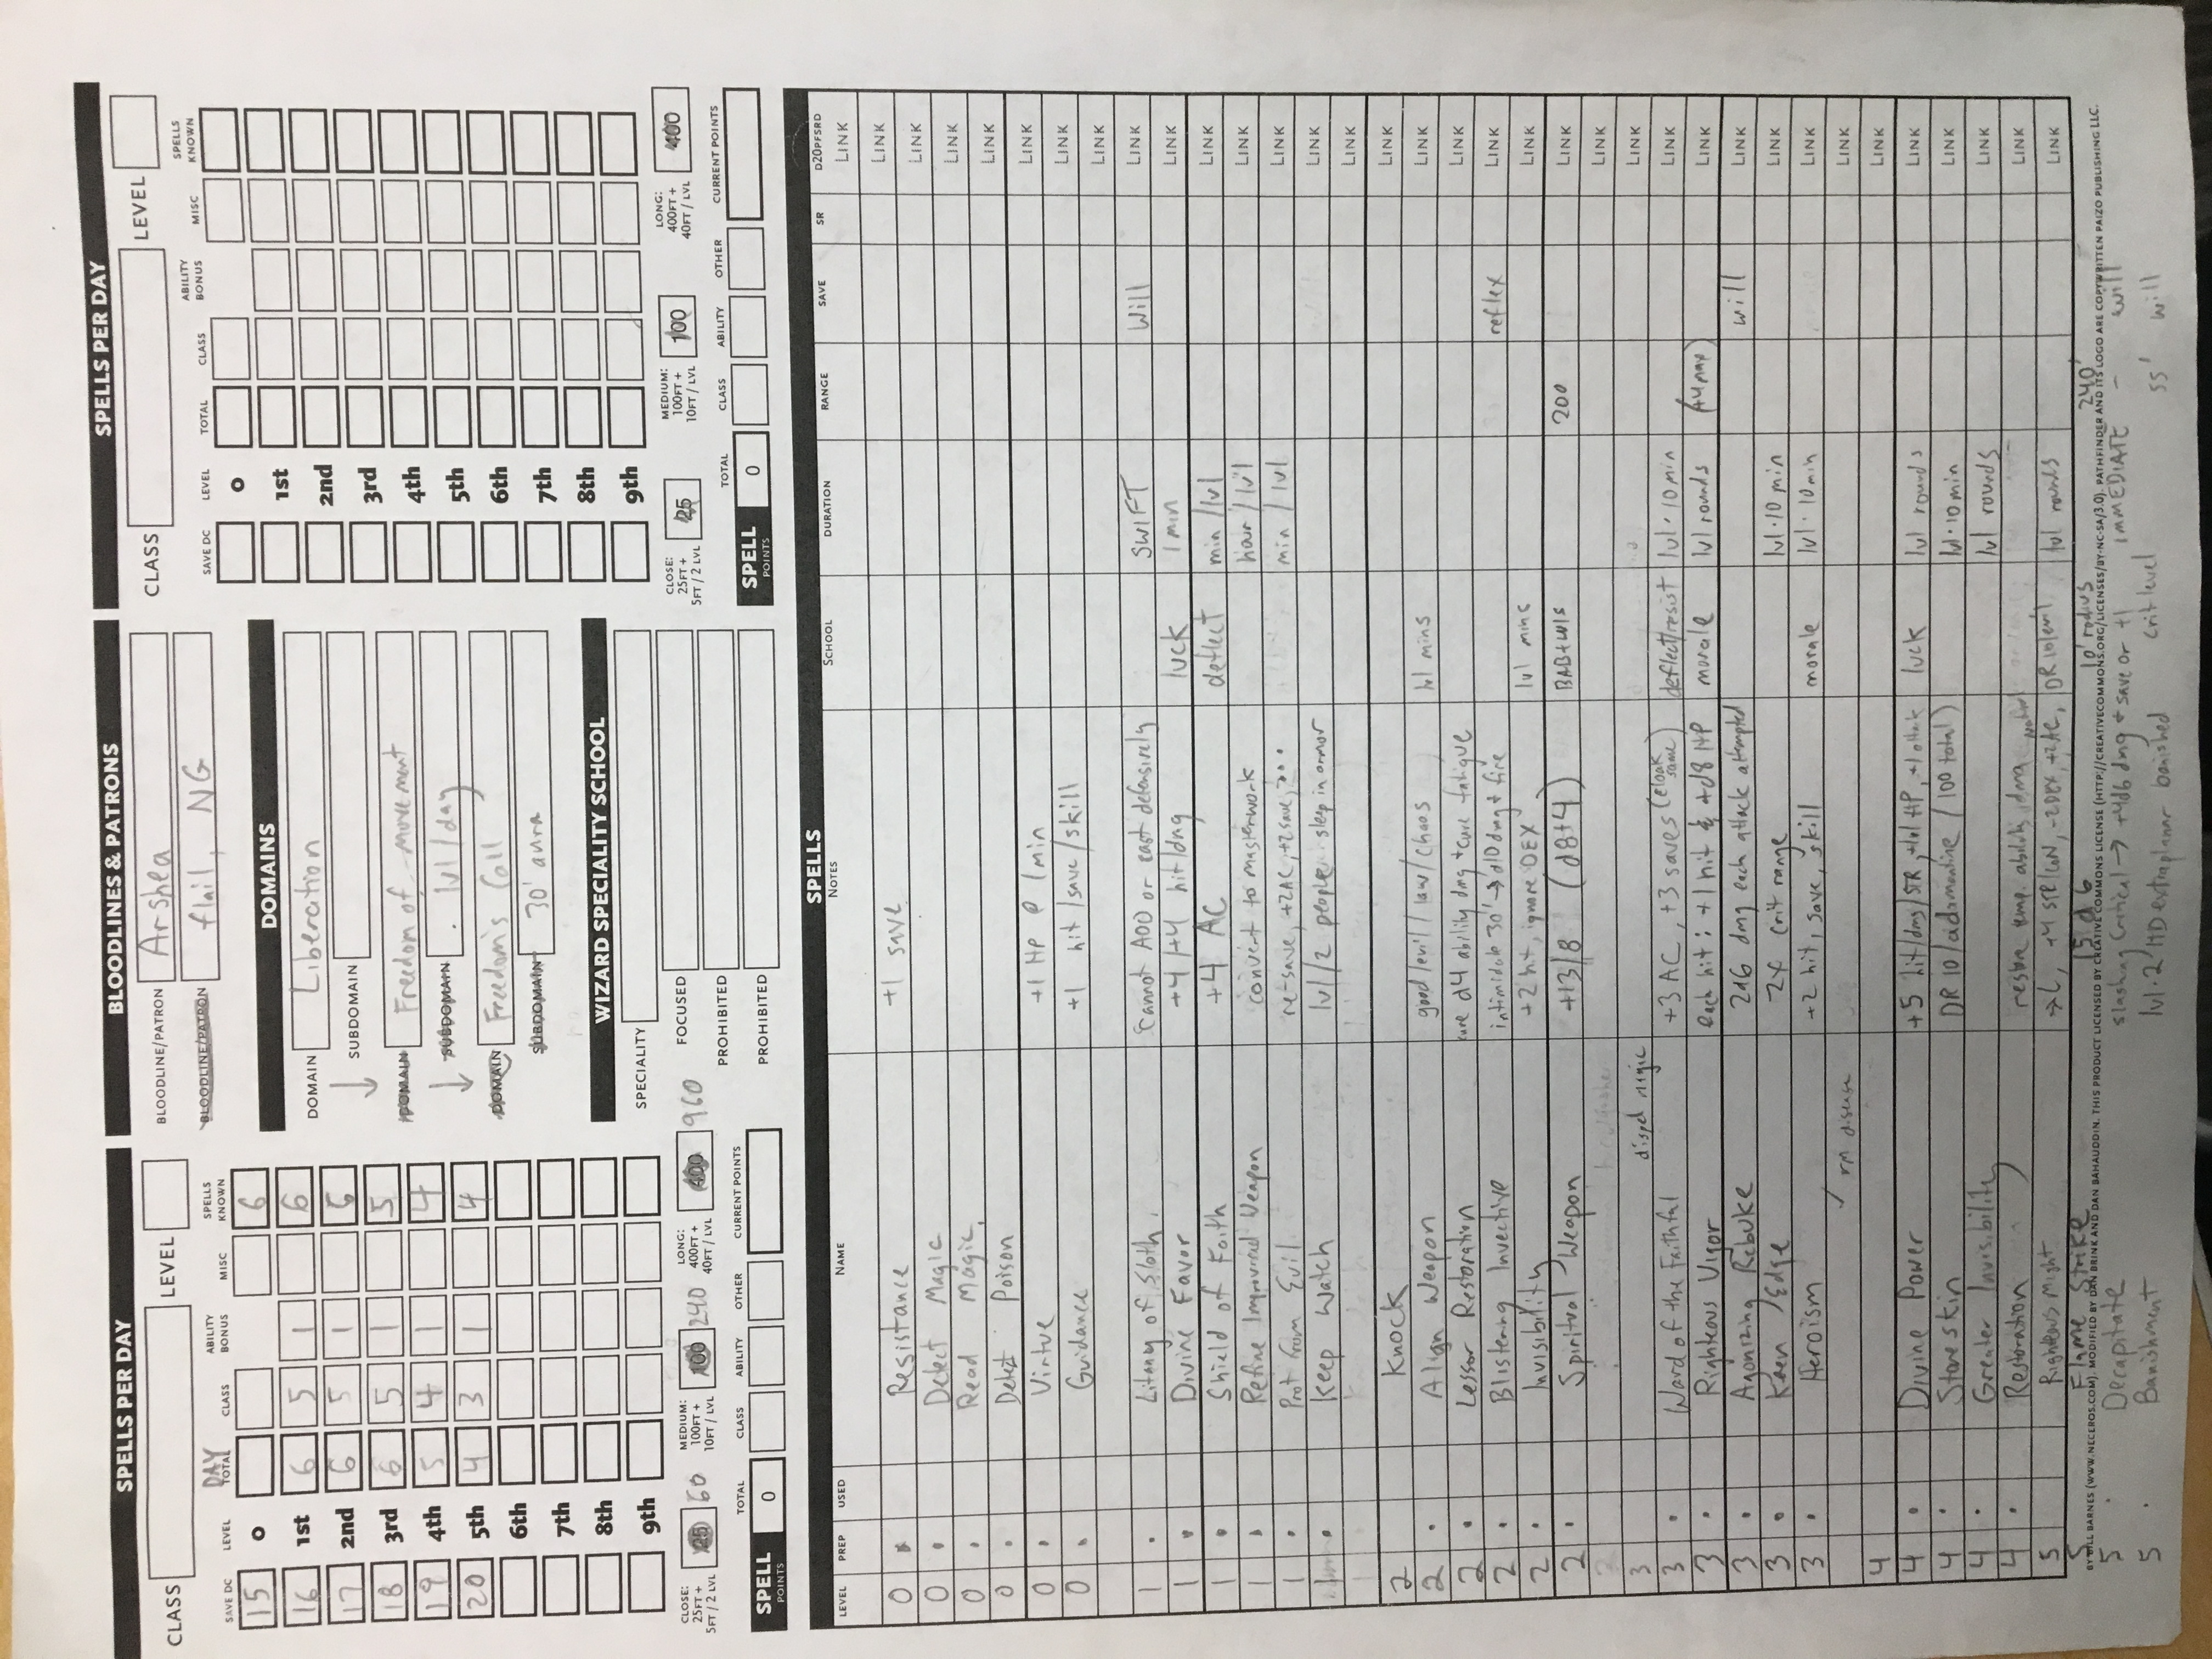 SPELLS PER DAY
CLASS LEVEL
DAY
SAVE DC LEVEL TOTAL CLASS ABILITY BONUS MISC SPELLS KNOWN
15 0 6
16 1st 6 5 1 6
17 2nd 6 5 1 6
18 3rd 6 5 1 5
19 4th 5 4 1 4
20 5th 4 3 1 4
6th
7th
8th
9th
CLOSE: 25FT + 5FT / 2 LVL 25 60 MEDIUM: 100FT + 10FT / LVL 100 240 LONG: 400FT + 40FT / LVL 400 960
TOTAL CLASS ABILITY OTHER CURRENT POINTS
SPELL POINTS 0
BLOODLINES & PATRONS
BLOODLINE/PATRON Arshea
BLOODLINE/PATRON flail, NG
DOMAINS
DOMAIN Liberation
SUBDOMAIN
DOMAIN Freedom of movement
SUBDOMAIN lvl/day
DOMAIN Freedom's Call
SUBDOMAIN 30' aura
WIZARD SPECIALITY SCHOOL
SPECIALITY
FOCUSED
PROHIBITED
PROHIBITED
SPELLS PER DAY
CLASS LEVEL
SAVE DC LEVEL TOTAL CLASS ABILITY BONUS MISC SPELLS KNOWN
0
1st
2nd
3rd
4th
5th
6th
7th
8th
9th
CLOSE: 25FT + 5FT / 2 LVL 25 MEDIUM: 100FT + 10FT / LVL 100 LONG: 400FT + 40FT / LVL 400
TOTAL CLASS ABILITY OTHER CURRENT POINTS
SPELL POINTS 0
SPELLS
LEVEL PREP USED NAME NOTES SCHOOL DURATION RANGE SAVE SR D20PFSRD
LINK
LINK
0 Resistance +1 save LINK
0 Detect Magic LINK
0 Read Magic LINK
0 Detect Poison LINK
0 Virtue +1 HP @ 1min LINK
0 Guidance +1 hit/save/skill LINK
LINK
1 Litany of Sloth cannot AOO or cast defensively SWIFT Will LINK
1 Divine Favor +4/+4 hit/dmg luck 1 min LINK
1 Shield of Faith +4 AC deflect min/lvl LINK
1 Refine Improvised Weapon convert to masterwork hour/lvl LINK
1 Prot from Evil re-save, +2AC, +2save, ... min/lvl LINK
1 Keep Watch lvl/2 people sleep in armor LINK
LINK
2 Knock LINK
2 Align Weapon good/evil/law/chaos lvl mins LINK
2 Lessor Restoration cure d4 ability dmg + cure fatigue LINK
2 Blistering Invective intimidate 30' → d10 dmg + fire reflex LINK
2 Invisibility +2 hit, ignore DEX lvl mins LINK
2 Spiritual Weapon +13/8 (d8+4) BAB+WIS 200 LINK
2 LINK
3 dispel magic LINK
3 Ward of the Faithful +3 AC, +3 saves (cloak same) deflect/resist lvl·10 min LINK
3 Righteous Vigor each hit: +1 hit & +d8 HP morale lvl rounds (+4 max) LINK
3 Agonizing Rebuke 2d6 dmg each attack attempted will LINK
3 Keen Edge 2x crit range lvl·10 min LINK
3 Heroism +2 hit, save, skill morale lvl·10min LINK
✓ rm disease LINK
4 LINK
4 Divine Power +5 hit/dmg/STR, +lvl HP, +1 attack luck lvl rounds LINK
4 Stoneskin DR 10/adamantine (100 total) lvl·10 min LINK
4 Greater Invisibility lvl rounds LINK
4 Restoration restore temp. ability dmg LINK
5 Righteous Might → L, +4 STR/CON, -2DEX, +2AC, natural DR 10/evil lvl rounds LINK
5 Flame Strike 15d6 10' radius 240'
BY BILL BARNES (WWW.NECEROS.COM). MODIFIED BY DAN BRINK AND DAN BAHAUDDIN. THIS PRODUCT LICENSED BY CREATIVE COMMONS LICENSE (HTTP://CREATIVECOMMONS.ORG/LICENSES/BY-NC-SA/3.0). PATHFINDER AND ITS LOGO ARE COPYWRITTEN PAIZO PUBLISHING LLC.
5 Decapitate slashing Critical → +4d6 dmg + save or +1 crit level IMMEDIATE - will
5 Banishment lvl·2 HD extraplanar banished 55' will